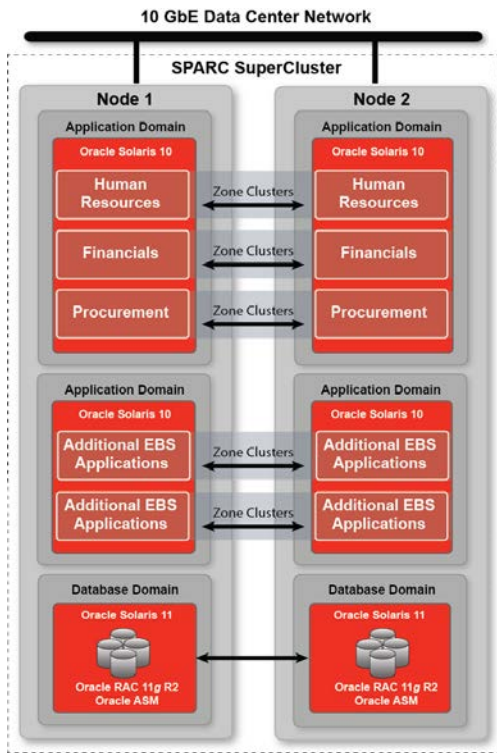 10 GbE Data Center Network
SPARC SuperCluster
Node 1
Application Domain
Oracle Solaris 10
Human
Resources
Financials
Procurement
Application Domain
Oracle Solaris 10
Additional EBS
Applications
Additional EBS
Applications
Database Domain
Oracle Solaris 11
Oracle RAC 11g R2
Oracle ASM
Zone Clusters
Zone Clusters
Zone Clusters
Zone Clusters
Zone Clusters
Node 2
Application Domain
Oracle Solaris 10
Human
Resources
Financials
Procurement
Application Domain
Oracle Solaris 10
Additional EBS
Applications
Additional EBS
Applications
Database Domain
Oracle Solaris 11
Oracle RAC 11g R2
Oracle ASM